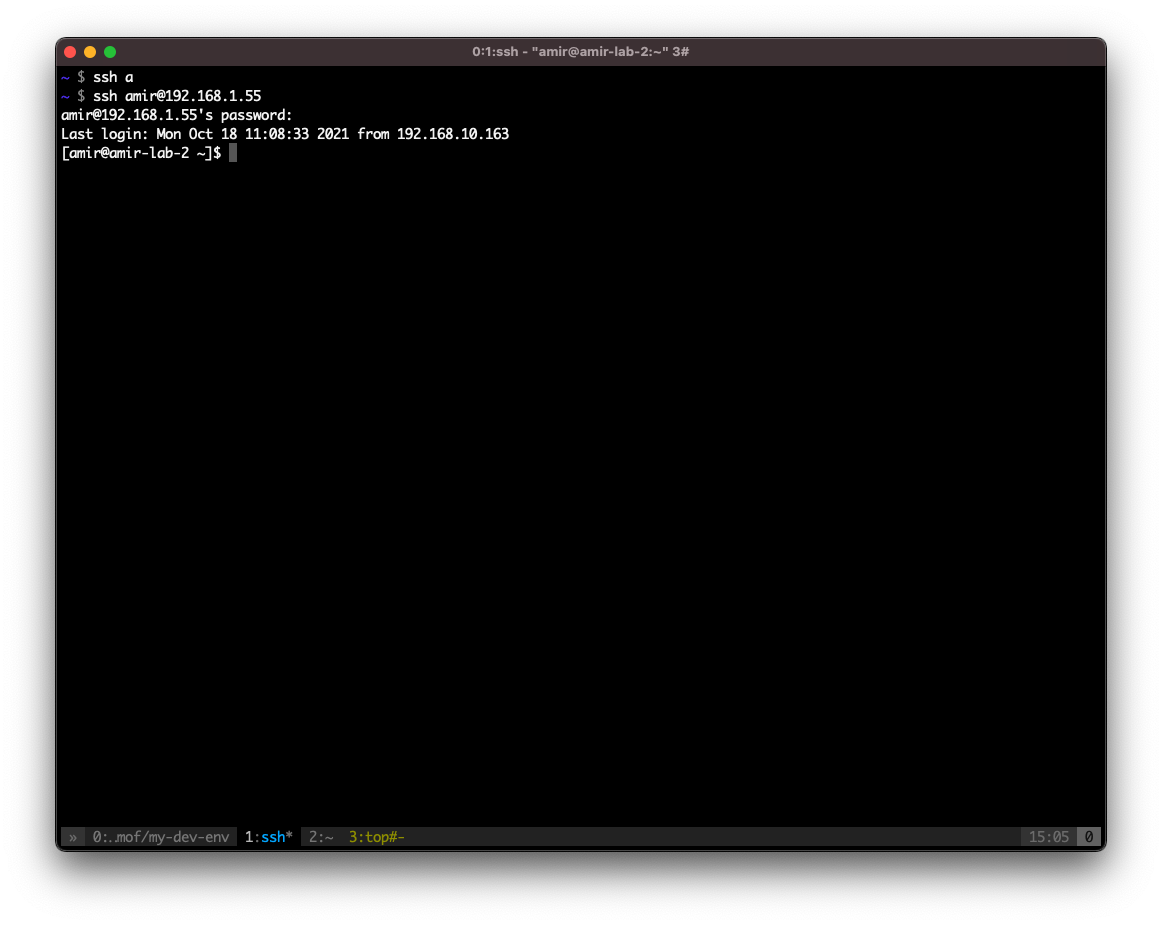 0:1:ssh - "amir@amir-lab-2:~" 3#
~ $ ssh a
~ $ ssh amir@192.168.1.55
amir@192.168.1.55's password:
Last login: Mon Oct 18 11:08:33 2021 from 192.168.10.163
[amir@amir-lab-2 ~]$
» 0:..mof/my-dev-env 1:ssh* 2:~ 3:top#- 15:05 0